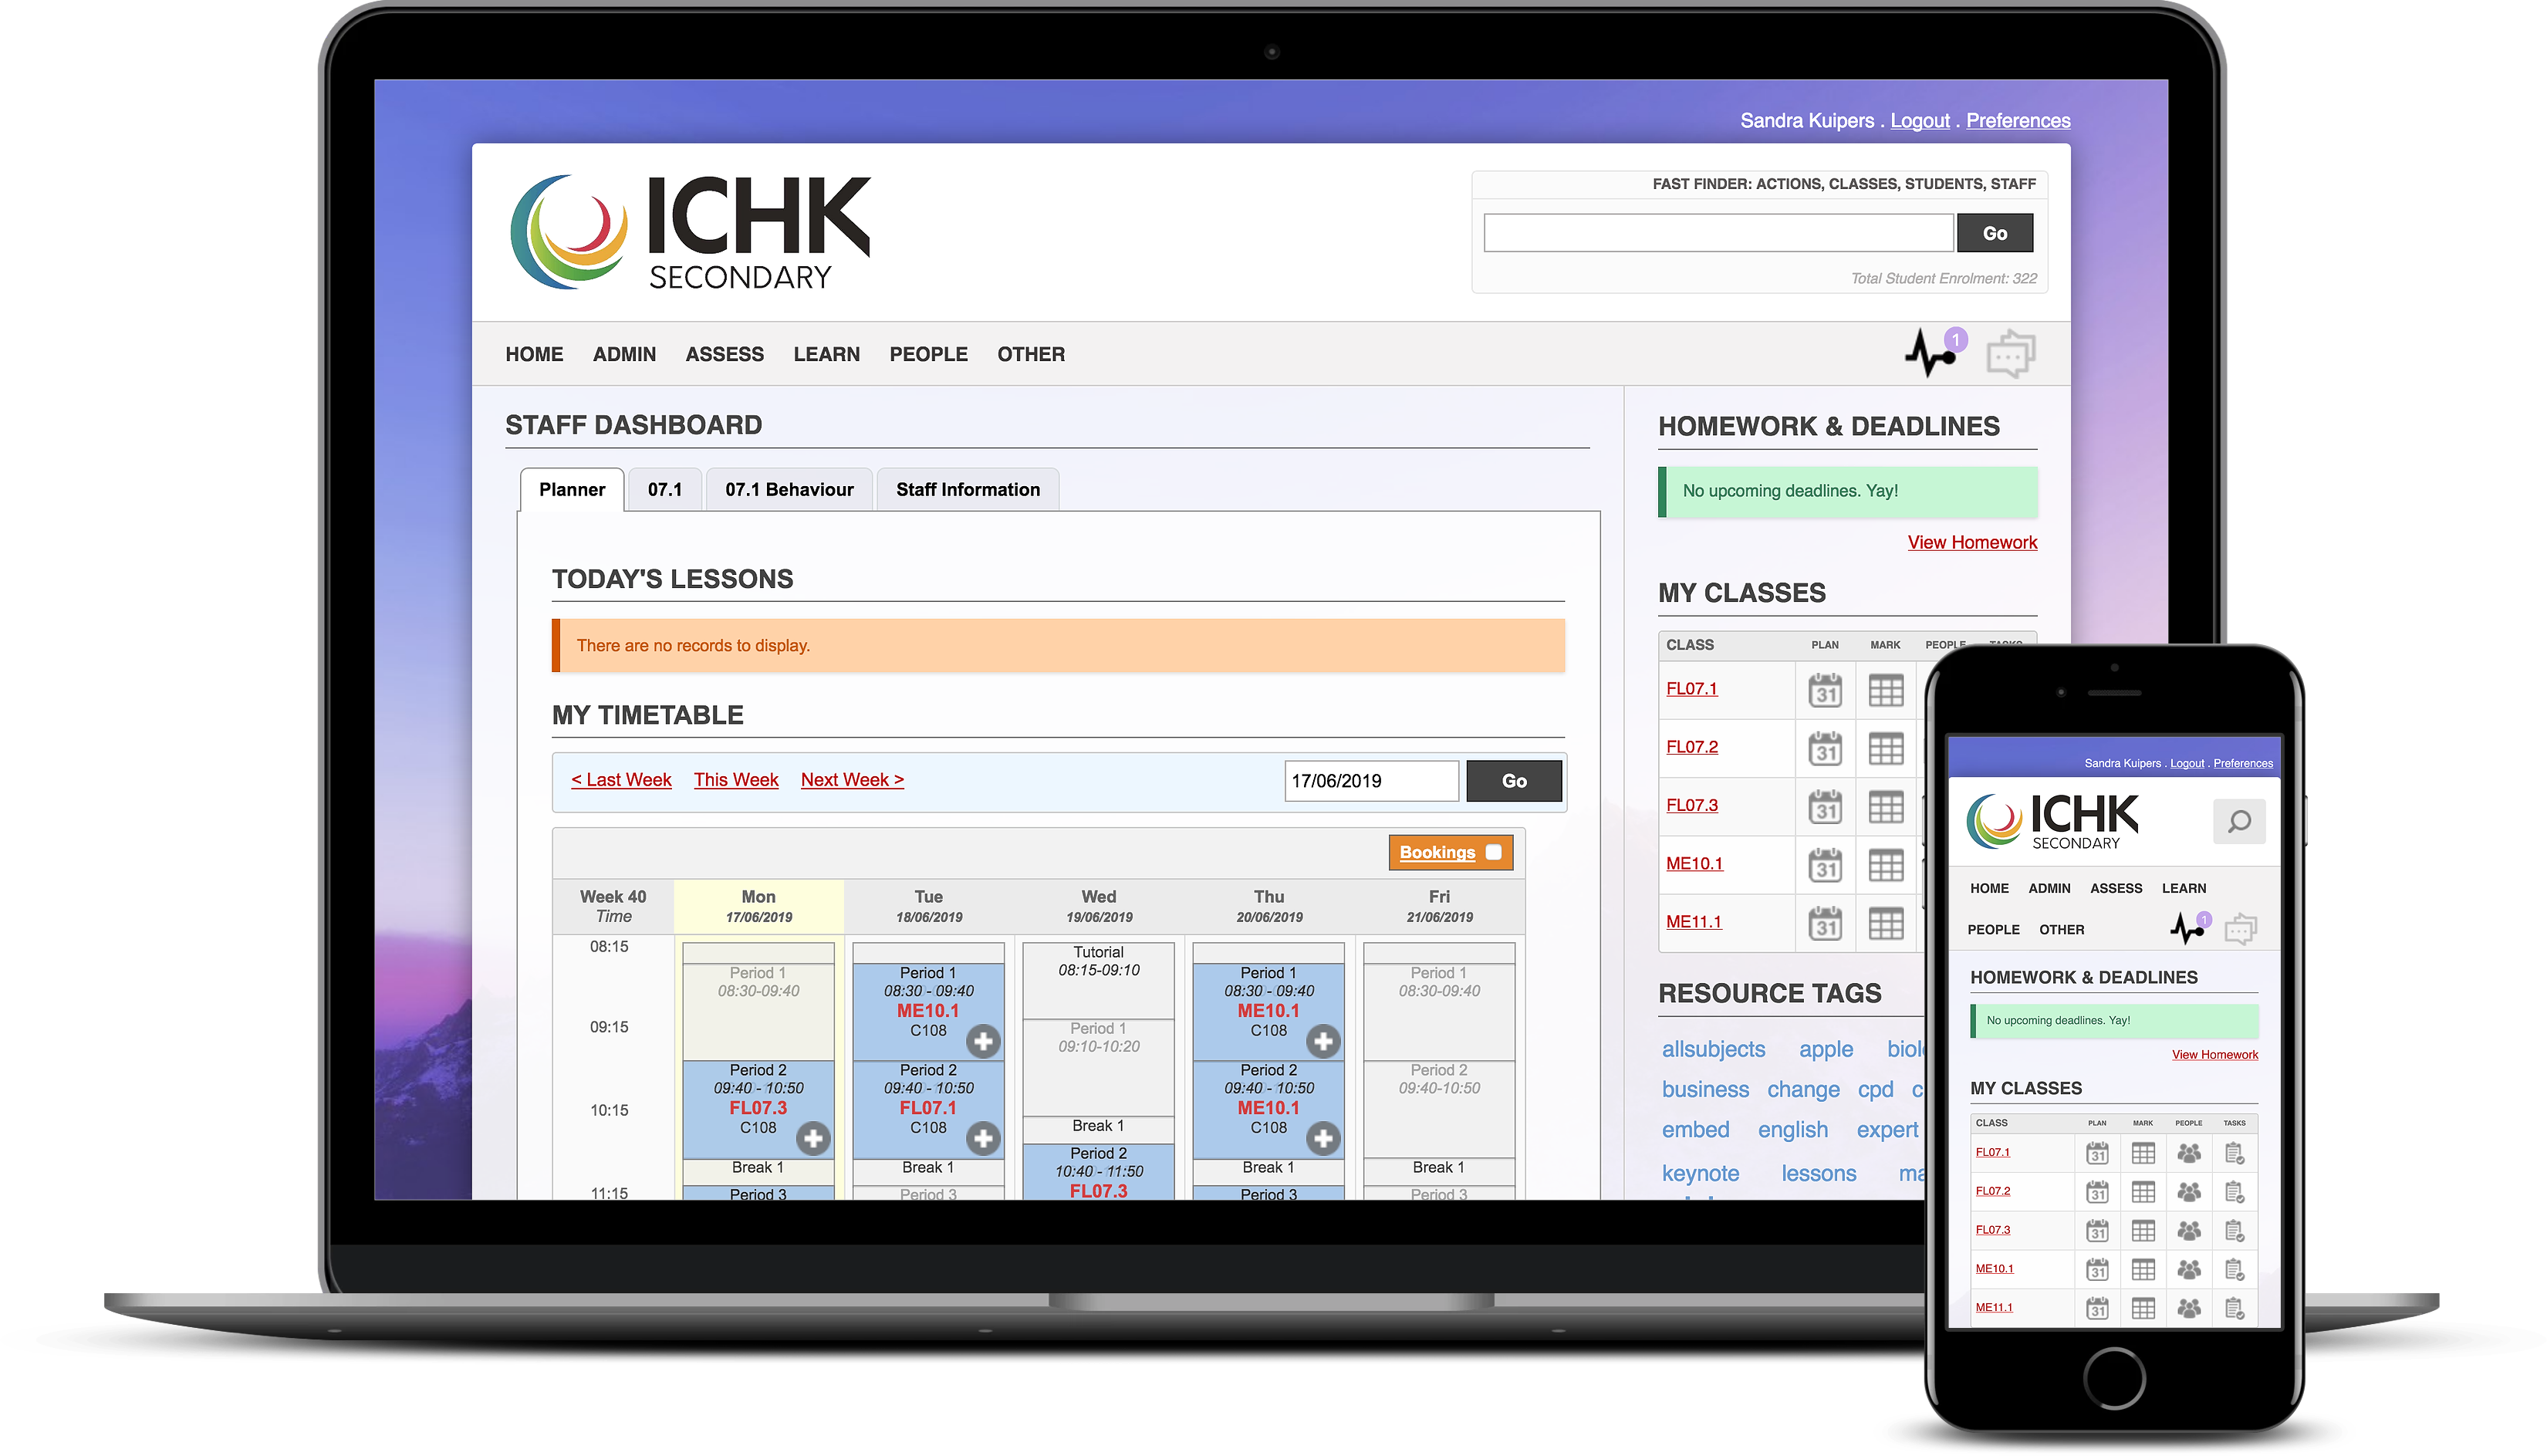 Sandra Kuipers . Logout . Preferences
ICHK
SECONDARY
FAST FINDER: ACTIONS, CLASSES, STUDENTS, STAFF
Go
Total Student Enrolment: 322
HOME ADMIN ASSESS LEARN PEOPLE OTHER
1
STAFF DASHBOARD
Planner 07.1 07.1 Behaviour Staff Information
TODAY'S LESSONS
There are no records to display.
MY TIMETABLE
< Last Week This Week Next Week > 17/06/2019 Go
Bookings
Week 40 Mon Tue Wed Thu Fri
Time 17/06/2019 18/06/2019 19/06/2019 20/06/2019 21/06/2019
08:15
09:15
10:15
11:15
Period 1
08:30-09:40
Period 2
09:40 - 10:50
FL07.3
C108
Break 1
Period 3
Period 1
08:30 - 09:40
ME10.1
C108
Period 2
09:40 - 10:50
FL07.1
C108
Break 1
Period 3
Tutorial
08:15-09:10
Period 1
09:10-10:20
Break 1
Period 2
10:40 - 11:50
FL07.3
Period 1
08:30 - 09:40
ME10.1
C108
Period 2
09:40 - 10:50
ME10.1
C108
Break 1
Period 3
Period 1
08:30-09:40
Period 2
09:40-10:50
Break 1
Period 3
HOMEWORK & DEADLINES
No upcoming deadlines. Yay!
View Homework
MY CLASSES
CLASS PLAN MARK PEOPLE TASKS
FL07.1 31
FL07.2 31
FL07.3 31
ME10.1 31
ME11.1 31
RESOURCE TAGS
allsubjects apple
business change cpd
embed english expert
keynote lessons
Sandra Kuipers . Logout . Preferences
ICHK
SECONDARY
HOME ADMIN ASSESS LEARN
PEOPLE OTHER 1
HOMEWORK & DEADLINES
No upcoming deadlines. Yay!
View Homework
MY CLASSES
CLASS PLAN MARK PEOPLE TASKS
FL07.1 31
FL07.2 31
FL07.3 31
ME10.1 31
ME11.1 31